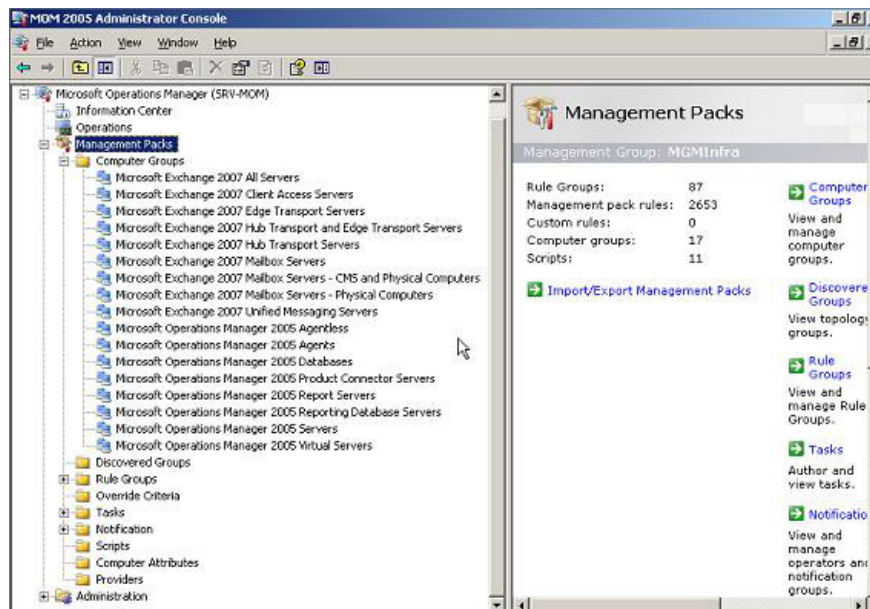 MOM 2005 Administrator Console
File Action View Window Help
Microsoft Operations Manager (SRV-MOM)
Information Center
Operations
Management Packs
Computer Groups
Microsoft Exchange 2007 All Servers
Microsoft Exchange 2007 Client Access Servers
Microsoft Exchange 2007 Edge Transport Servers
Microsoft Exchange 2007 Hub Transport and Edge Transport Servers
Microsoft Exchange 2007 Hub Transport Servers
Microsoft Exchange 2007 Mailbox Servers
Microsoft Exchange 2007 Mailbox Servers - CMS and Physical Computers
Microsoft Exchange 2007 Mailbox Servers - Physical Computers
Microsoft Exchange 2007 Unified Messaging Servers
Microsoft Operations Manager 2005 Agentless
Microsoft Operations Manager 2005 Agents
Microsoft Operations Manager 2005 Databases
Microsoft Operations Manager 2005 Product Connector Servers
Microsoft Operations Manager 2005 Report Servers
Microsoft Operations Manager 2005 Reporting Database Servers
Microsoft Operations Manager 2005 Servers
Microsoft Operations Manager 2005 Virtual Servers
Discovered Groups
Rule Groups
Override Criteria
Tasks
Notification
Scripts
Computer Attributes
Providers
Administration
Management Packs
Management Group: MGMInfra
Rule Groups: 87
Management pack rules: 2653
Custom rules: 0
Computer groups: 17
Scripts: 11
Import/Export Management Packs
Computer
Groups
View and
manage
computer
groups.
Discovere
Groups
View topology
groups.
Rule
Groups
View and
manage Rule
Groups.
Tasks
Author and
view tasks.
Notificatio
View and
manage
operators and
notification
groups.